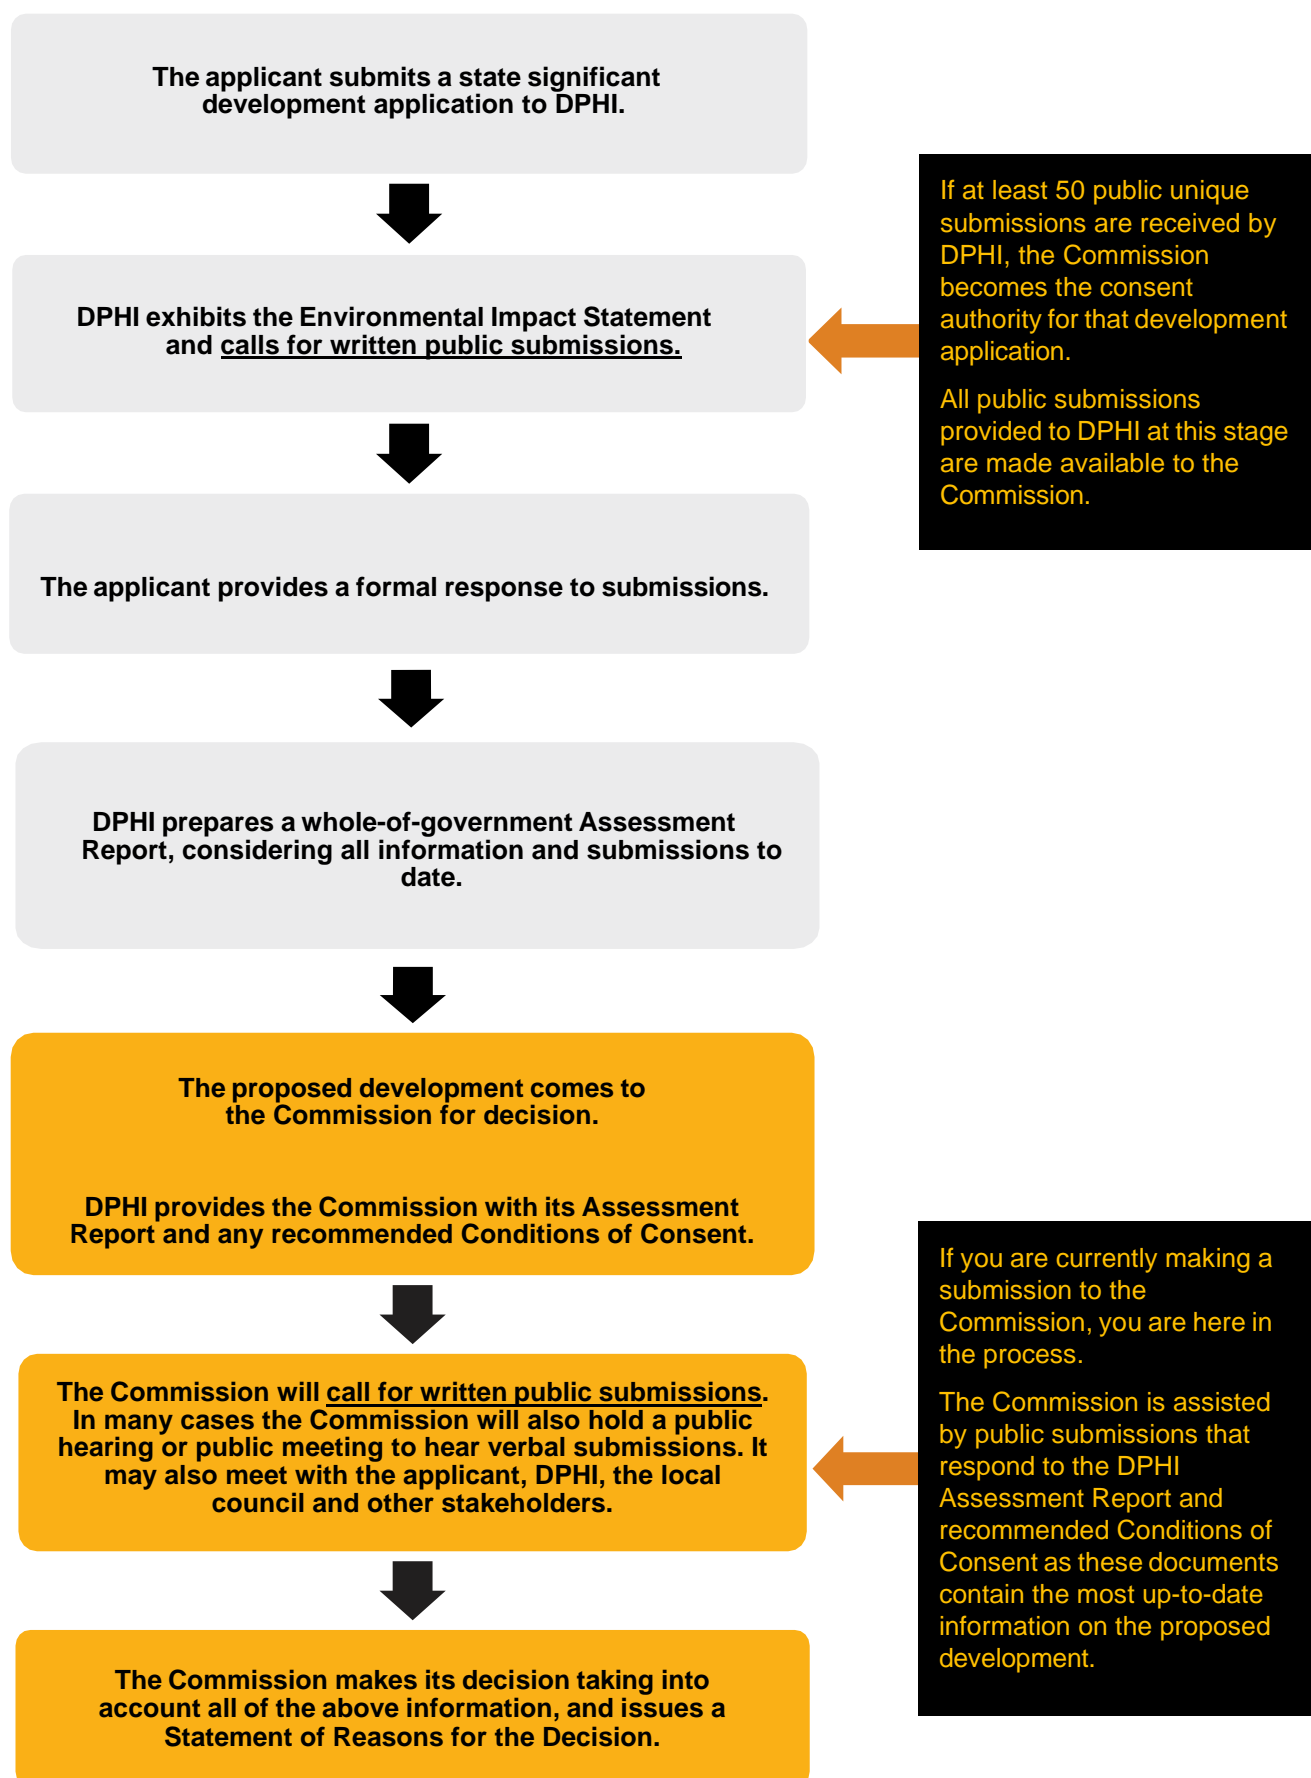 The applicant submits a state significant
development application to DPHI.
If at least 50 public unique
submissions are received by
DPHI, the Commission
becomes the consent
authority for that development
application.
All public submissions
provided to DPHI at this stage
are made available to the
Commission.
DPHI exhibits the Environmental Impact Statement
and calls for written public submissions.
The applicant provides a formal response to submissions.
DPHI prepares a whole-of-government Assessment
Report, considering all information and submissions to
date.
The proposed development comes to
the Commission for decision.
DPHI provides the Commission with its Assessment
Report and any recommended Conditions of Consent.
The Commission will call for written public submissions.
In many cases the Commission will also hold a public
hearing or public meeting to hear verbal submissions. It
may also meet with the applicant, DPHI, the local
council and other stakeholders.
If you are currently making a
submission to the
Commission, you are here in
the process.
The Commission is assisted
by public submissions that
respond to the DPHI
Assessment Report and
recommended Conditions of
Consent as these documents
contain the most up-to-date
information on the proposed
development.
The Commission makes its decision taking into
account all of the above information, and issues a
Statement of Reasons for the Decision.